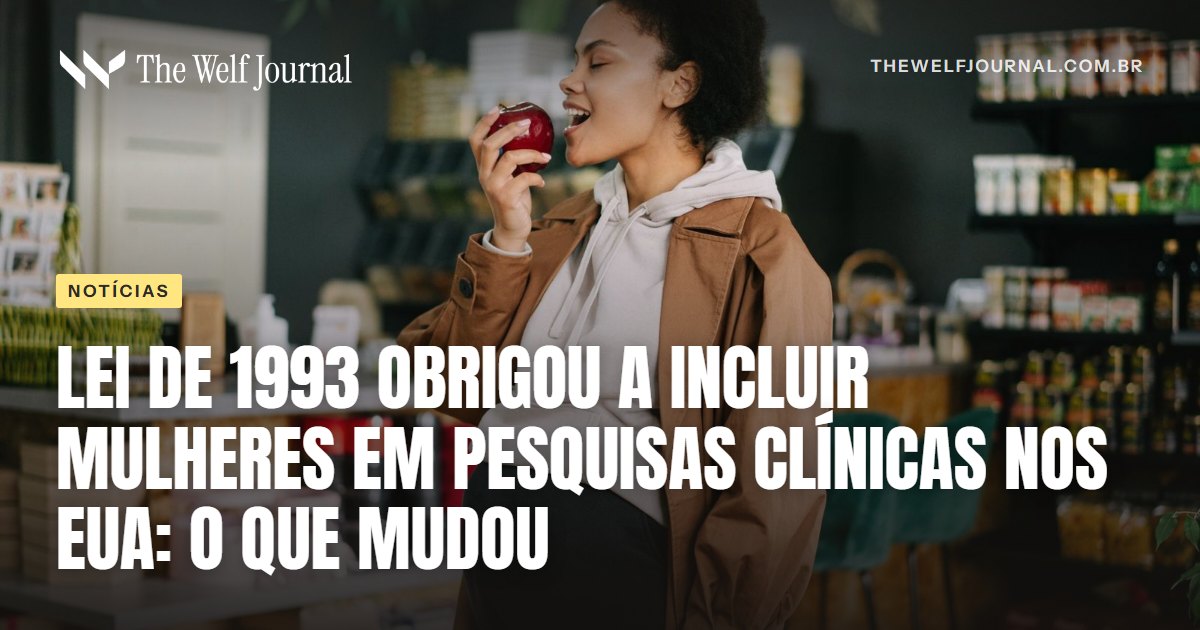 The Welf Journal
THEWELFJOURNAL.COM.BR
NOTÍCIAS
LEI DE 1993 OBRIGOU A INCLUIR
MULHERES EM PESQUISAS CLÍNICAS NOS
EUA: O QUE MUDOU